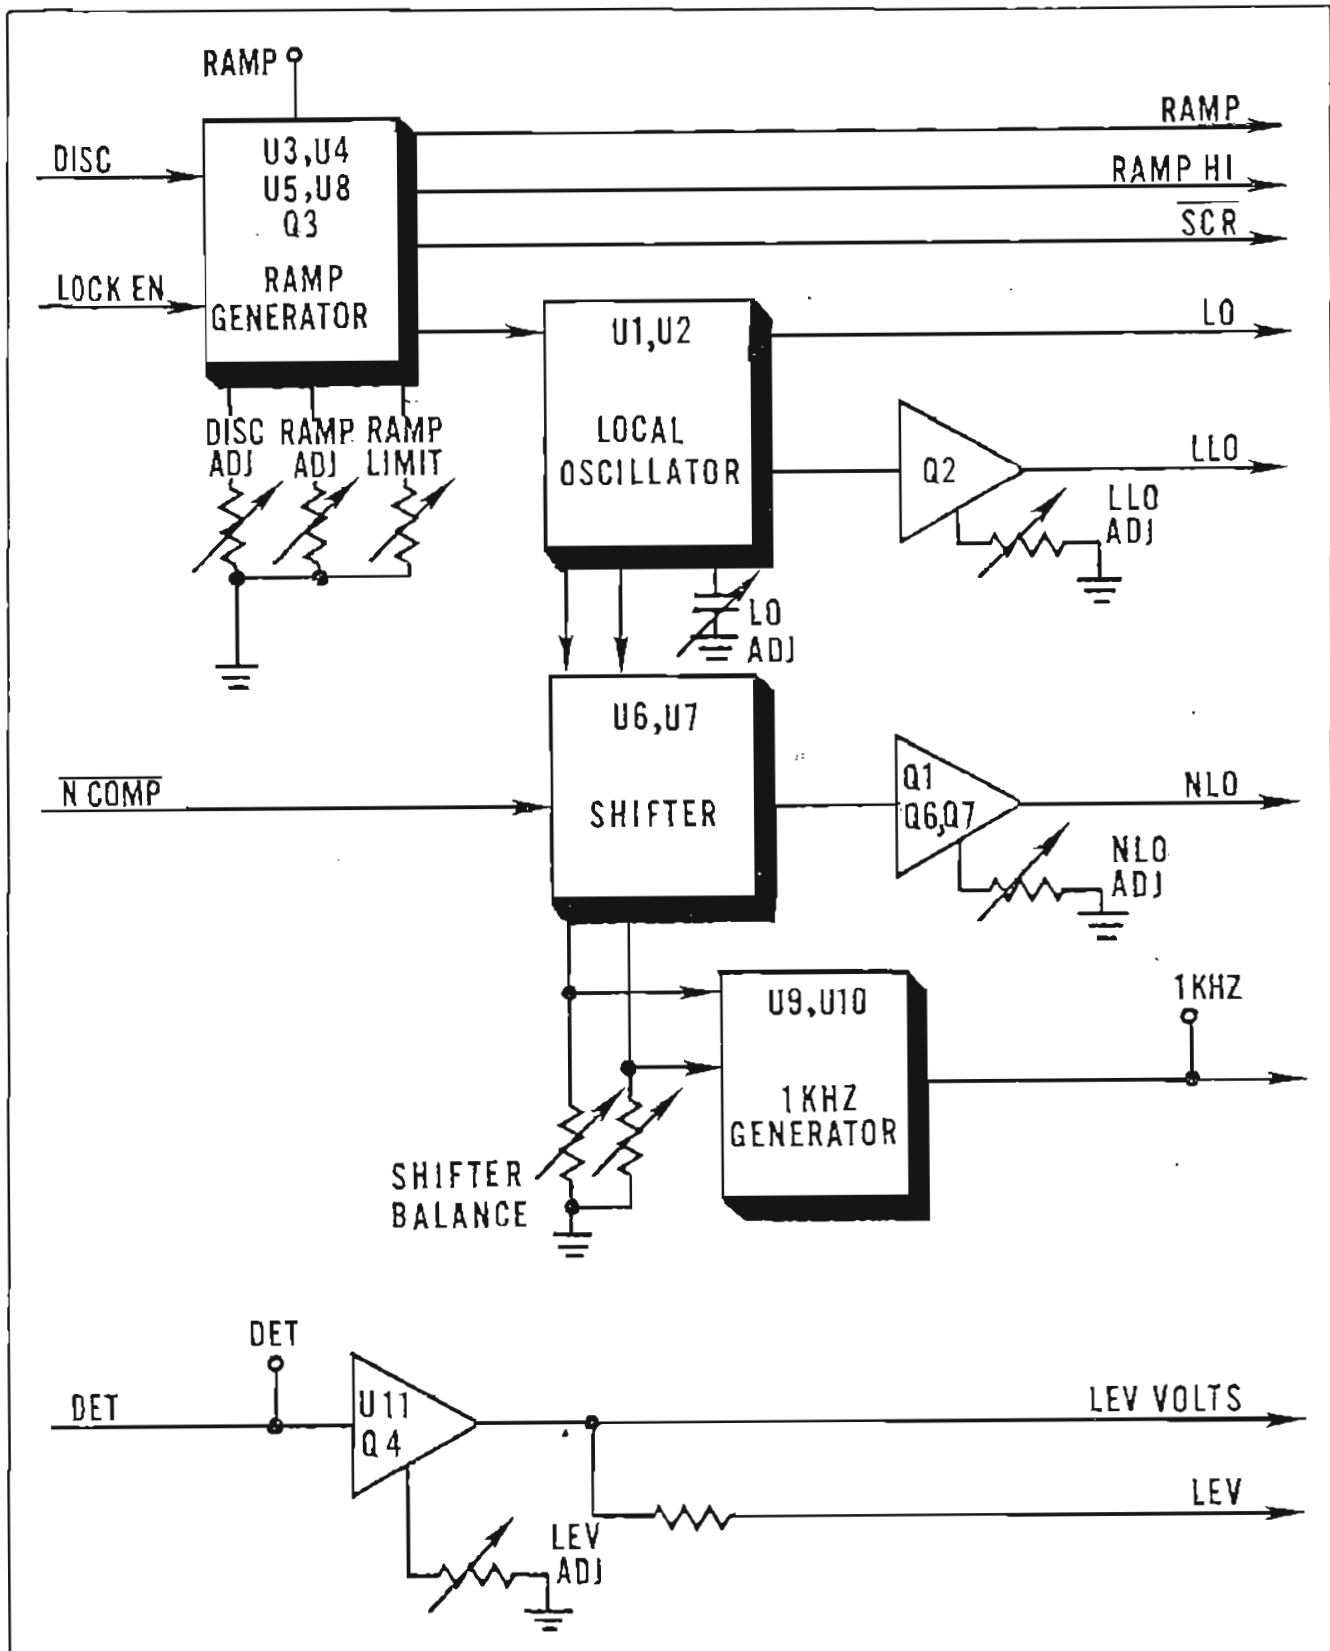 RAMP
RAMP
DISC
U3,U4
U5,U8
Q3
RAMP HI
SCR
LOCK EN
RAMP
GENERATOR
LO
U1,U2
LOCAL
OSCILLATOR
DISC
ADJ
RAMP
ADJ
RAMP
LIMIT
Q2
LLO
LLO
ADJ
LO
ADJ
U6,U7
SHIFTER
N COMP
Q1
Q6,Q7
NLO
NLO
ADJ
U9,U10
1KHZ
GENERATOR
1KHZ
SHIFTER
BALANCE
DET
DET
U11
Q4
LEV VOLTS
LEV
LEV
ADJ